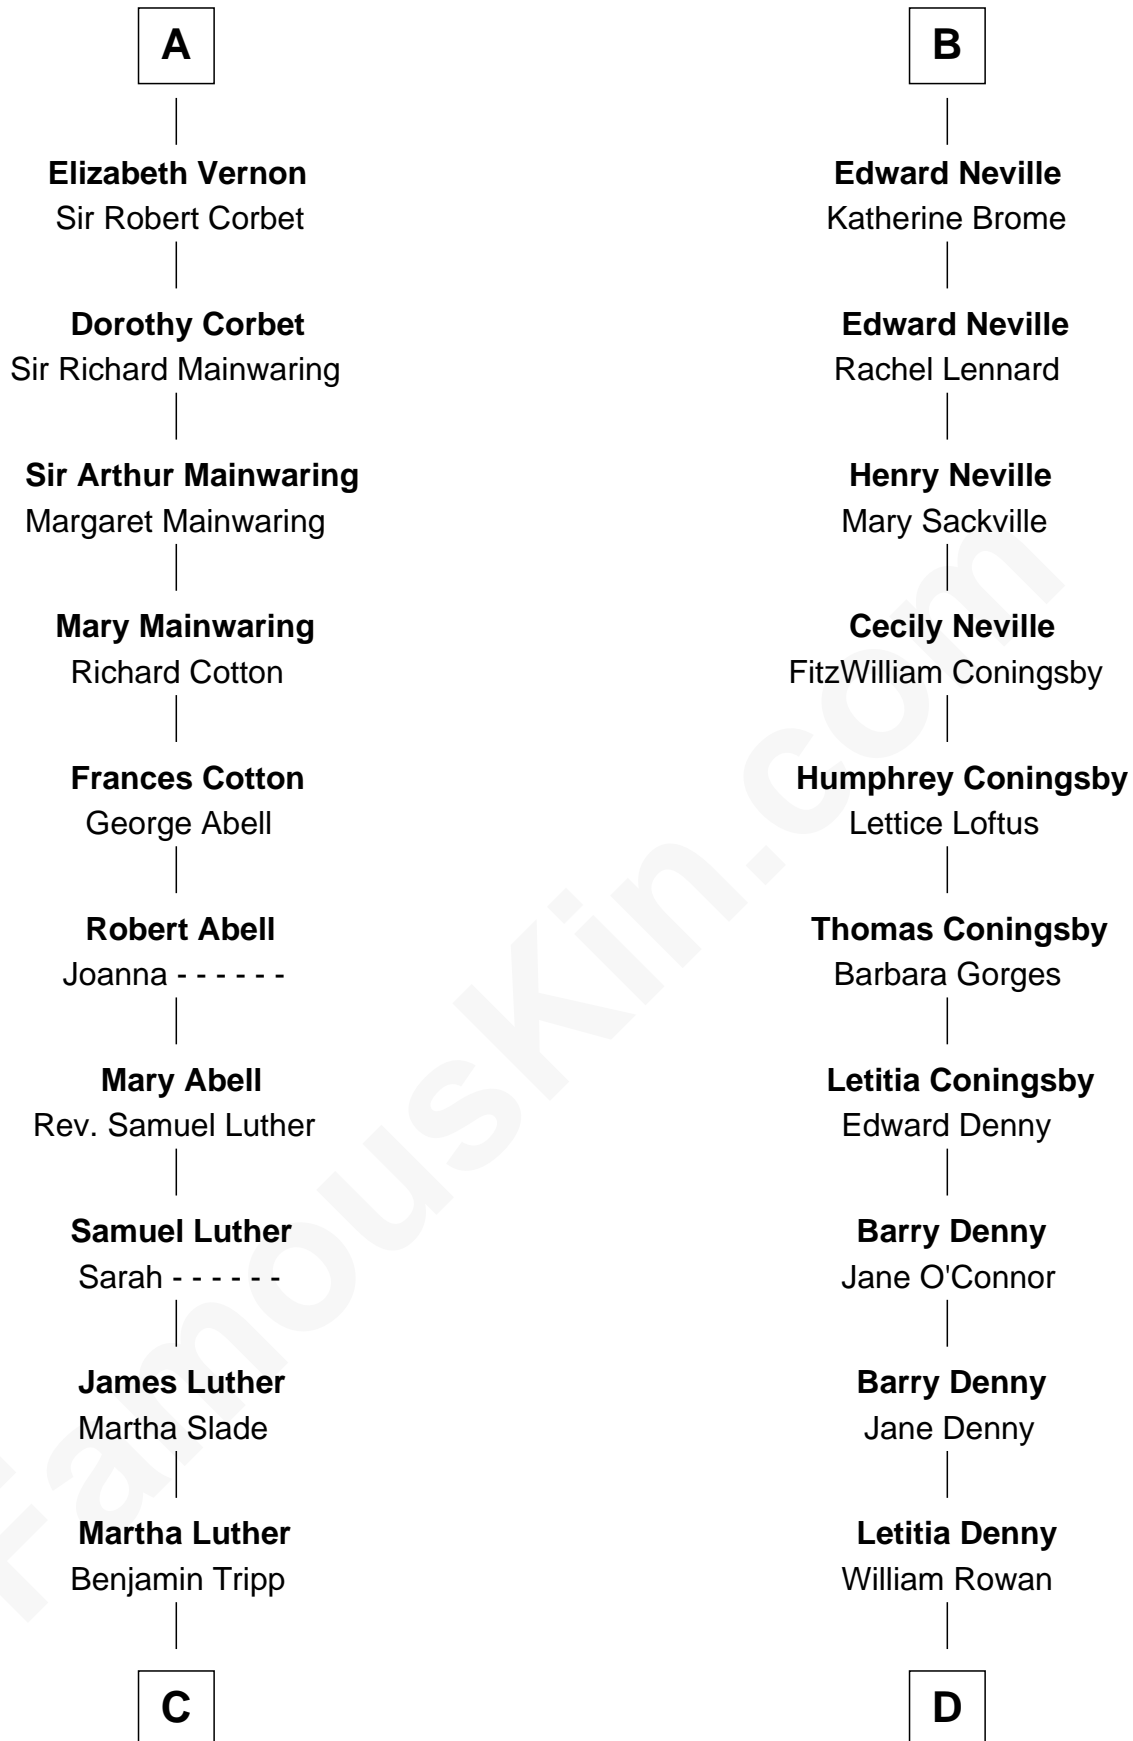 A
Elizabeth Vernon
Sir Robert Corbet
Dorothy Corbet
Sir Richard Mainwaring
Sir Arthur Mainwaring
Margaret Mainwaring
Mary Mainwaring
Richard Cotton
Frances Cotton
George Abell
Robert Abell
Joanna - - - - - -
Mary Abell
Rev. Samuel Luther
Samuel Luther
Sarah - - - - - -
James Luther
Martha Slade
Martha Luther
Benjamin Tripp
C
B
Edward Neville
Katherine Brome
Edward Neville
Rachel Lennard
Henry Neville
Mary Sackville
Cecily Neville
FitzWilliam Coningsby
Humphrey Coningsby
Lettice Loftus
Thomas Coningsby
Barbara Gorges
Letitia Coningsby
Edward Denny
Barry Denny
Jane O'Connor
Barry Denny
Jane Denny
Letitia Denny
William Rowan
D
FamousKin.com